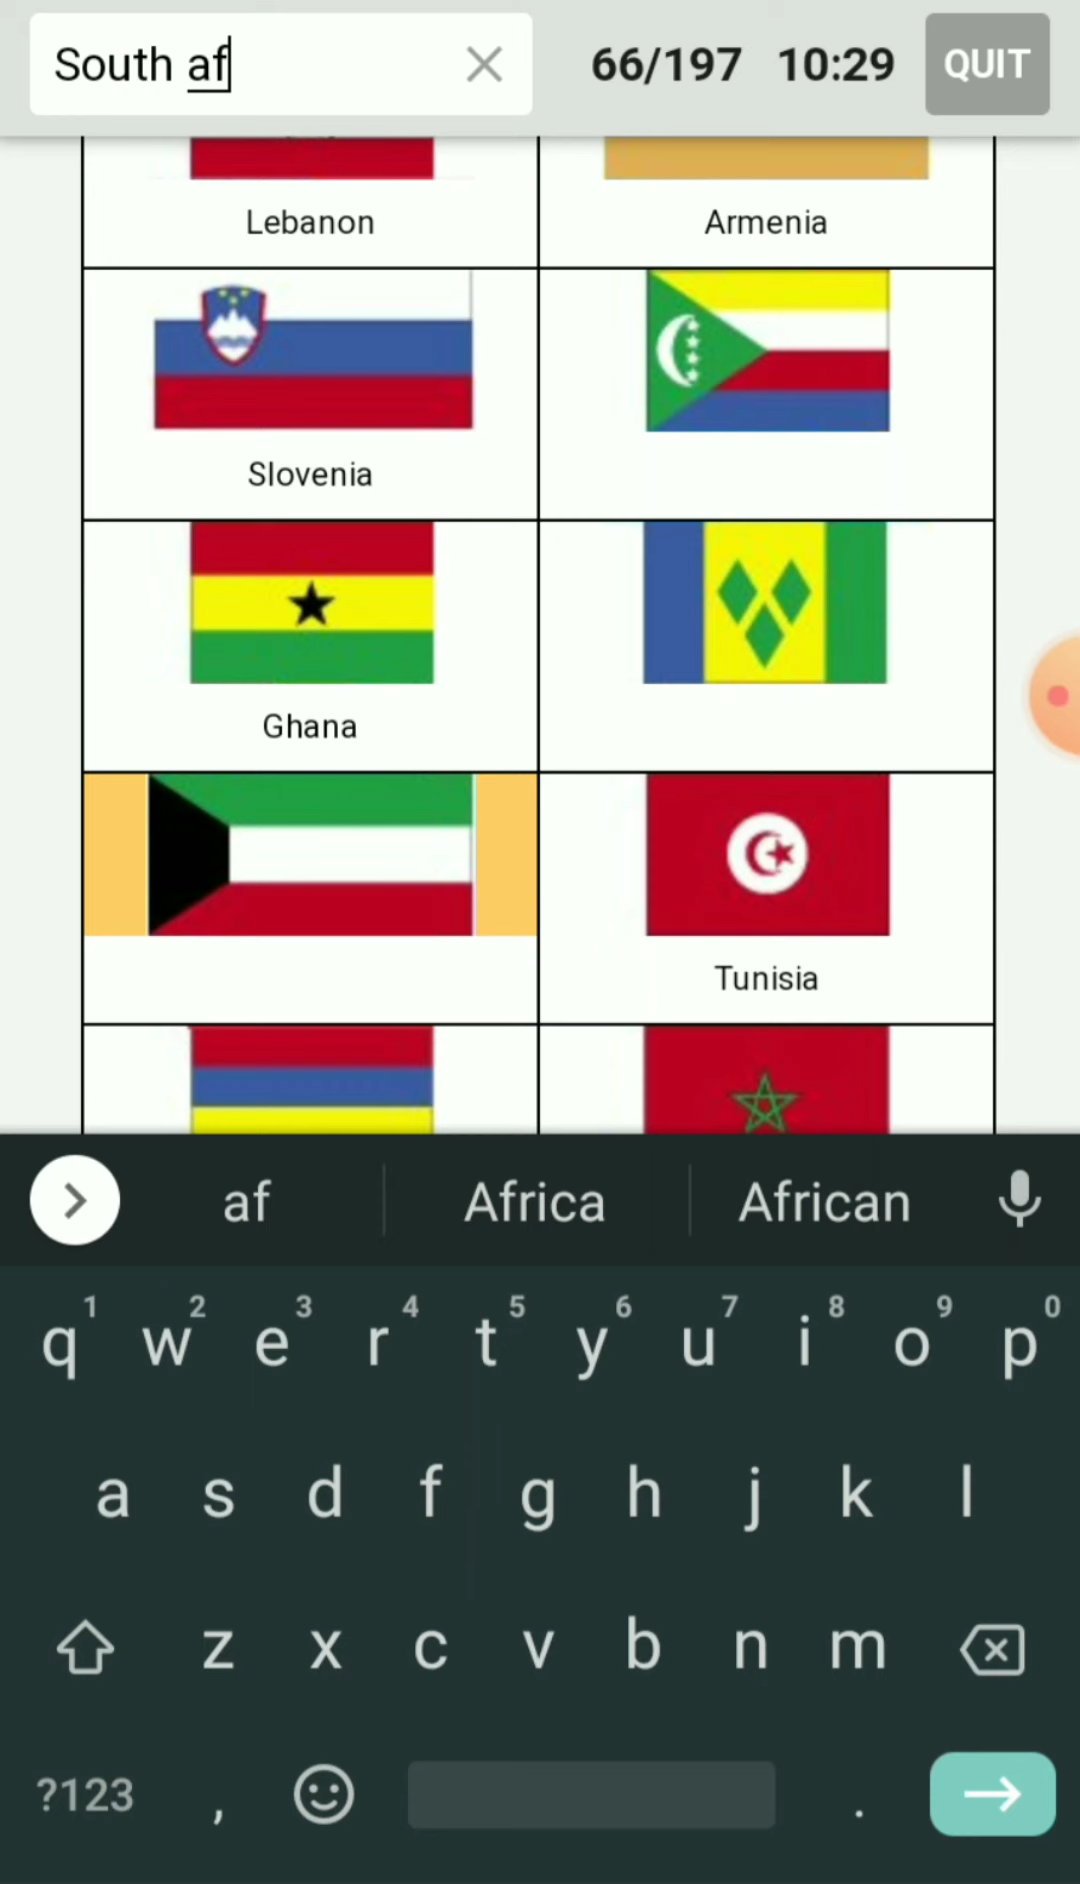 South af 66/197 10:29 QUIT
Lebanon Armenia
Slovenia
Ghana
Tunisia
af Africa African
1 2 3 4 5 6 7 8 9 0
q w e r t y u i o p
a s d f g h j k l
z x c v b n m
?123 , .